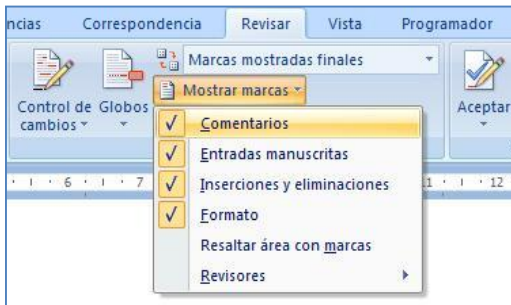 ncias Correspondencia Revisar Vista Programador
Marcas mostradas finales
Mostrar marcas
Control de cambios
Globos
Aceptar
Comentarios
Entradas manuscritas
Inserciones y eliminaciones
Formato
Resaltar área con marcas
Revisores
6 7 11 12